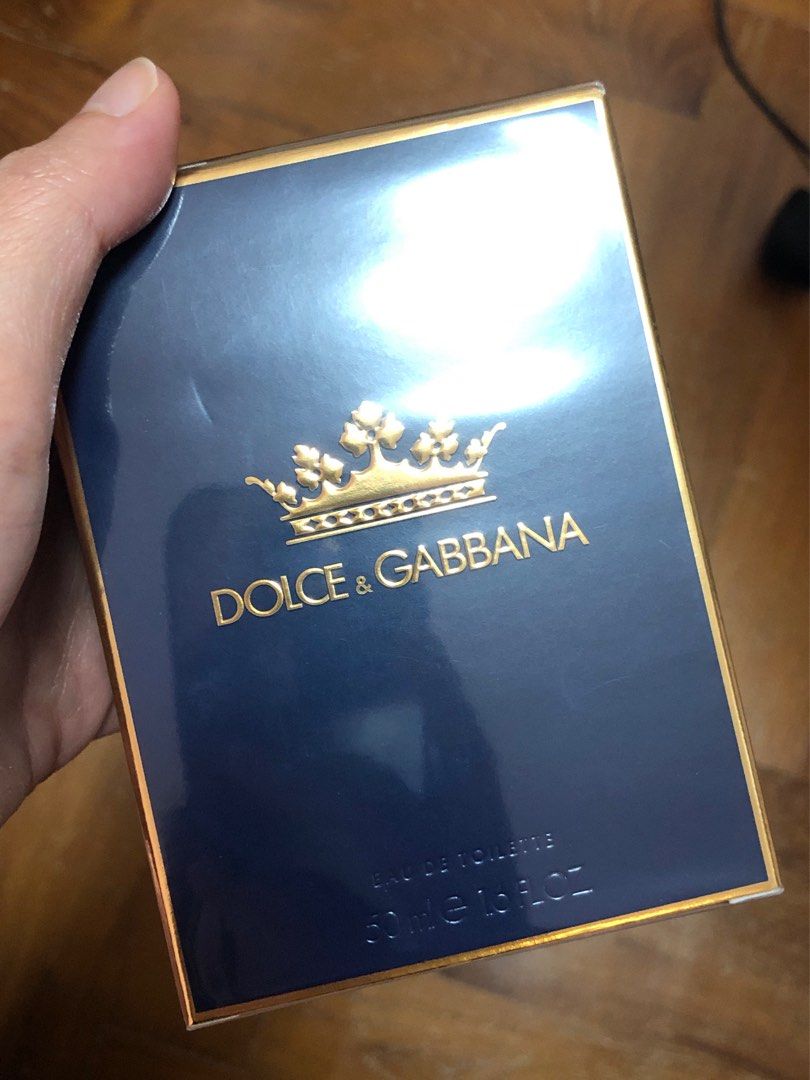 DOLCE & GABBANA
EAU DE TOILETTE
50 ml e 1.6 FL.OZ